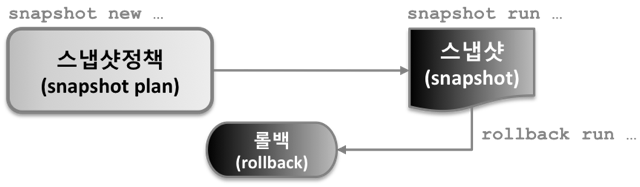 snapshot new …
snapshot run …
스냅샷정책
(snapshot plan)
스냅샷
(snapshot)
롤백
(rollback)
rollback run …